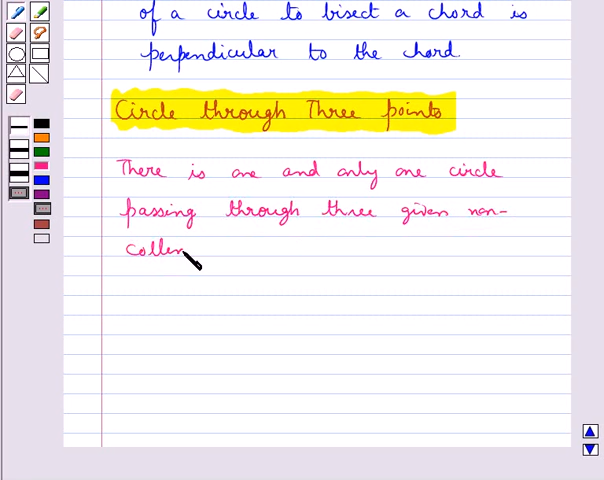 of a circle to bisect a chord is
perpendicular to the chord.
Circle through Three points
There is one and only one circle
passing through three given non-
coller